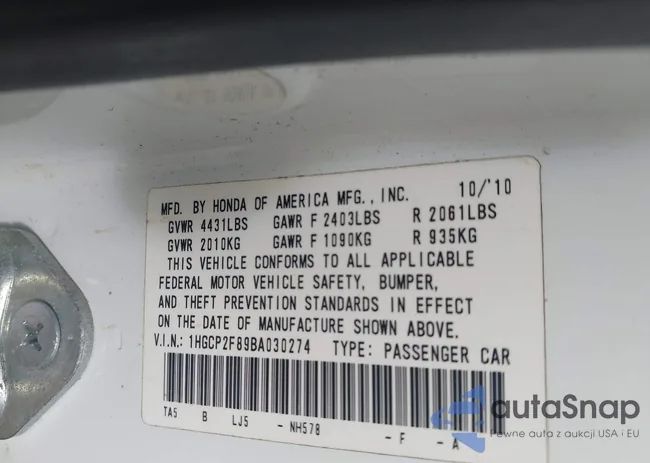 MFD. BY HONDA OF AMERICA MFG., INC. 10/'10
GVWR 4431LBS GAWR F 2403LBS R 2061LBS
GVWR 2010KG GAWR F 1090KG R 935KG
THIS VEHICLE CONFORMS TO ALL APPLICABLE
FEDERAL MOTOR VEHICLE SAFETY, BUMPER,
AND THEFT PREVENTION STANDARDS IN EFFECT
ON THE DATE OF MANUFACTURE SHOWN ABOVE.
V.I.N.: 1HGCP2F89BA030274 TYPE: PASSENGER CAR
TA5 B LJ5 - NH578 - F - A
autaSnap
Pewne auta z aukcji USA i EU